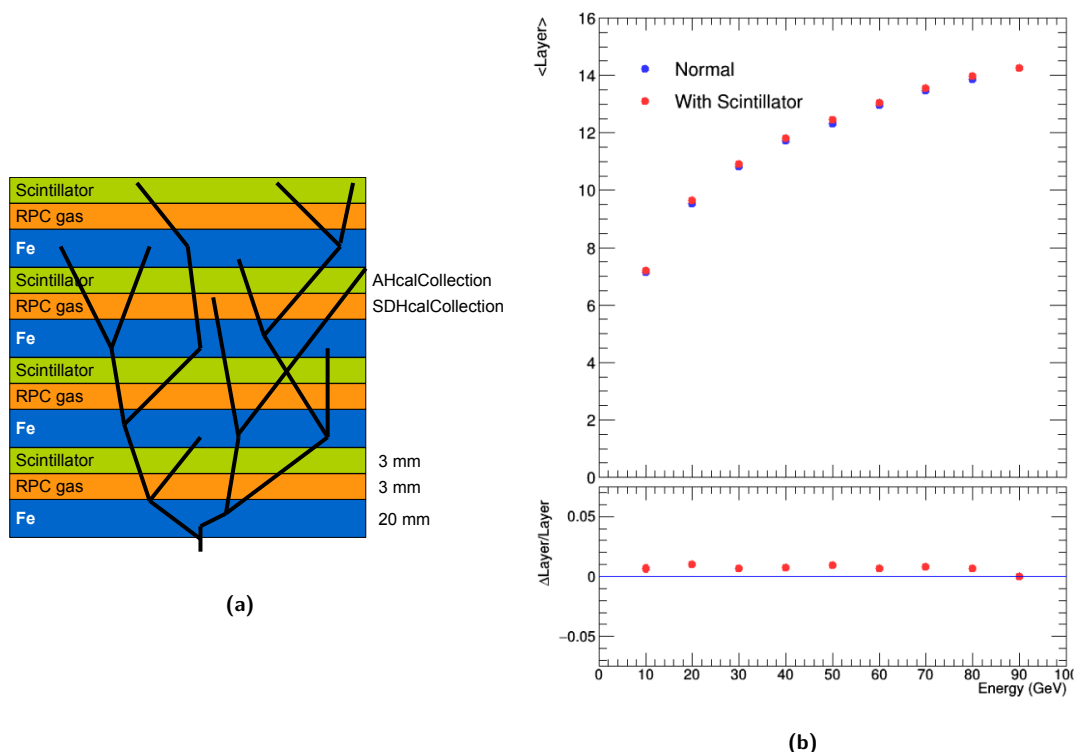 Scintillator
RPC gas
Fe
Scintillator
AHcalCollection
RPC gas
SDHcalCollection
Fe
Scintillator
RPC gas
Fe
Scintillator
3 mm
RPC gas
3 mm
Fe
20 mm
(a)
<Layer>
16
14
12
10
8
6
4
2
0
Normal
With Scintillator
ΔLayer/Layer
0.05
0
−0.05
0 10 20 30 40 50 60 70 80 90 100
Energy (GeV)
(b)